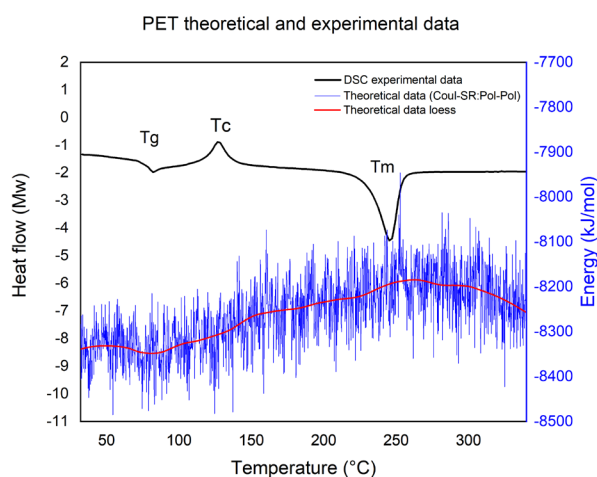 PET theoretical and experimental data
DSC experimental data
Theoretical data (Coul-SR:Pol-Pol)
Theoretical data loess
Tg
Tc
Tm
Heat flow (Mw)
2
1
0
-1
-2
-3
-4
-5
-6
-7
-8
-9
-10
-11
-7700
-7800
-7900
-8000
-8100
-8200
-8300
-8400
-8500
Energy (kJ/mol)
50 100 150 200 250 300
Temperature (°C)